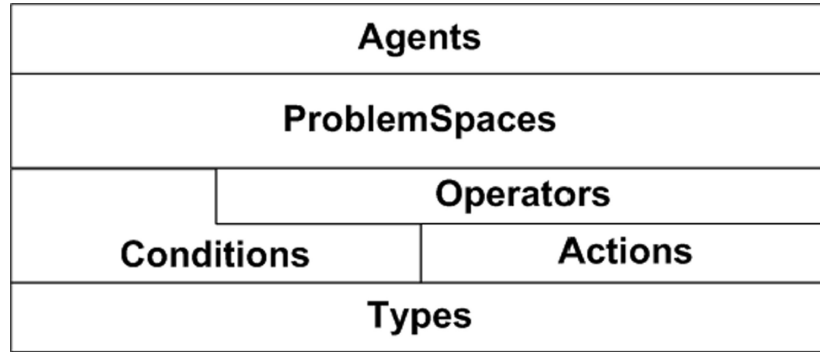 Agents
ProblemSpaces
Operators
Conditions
Actions
Types